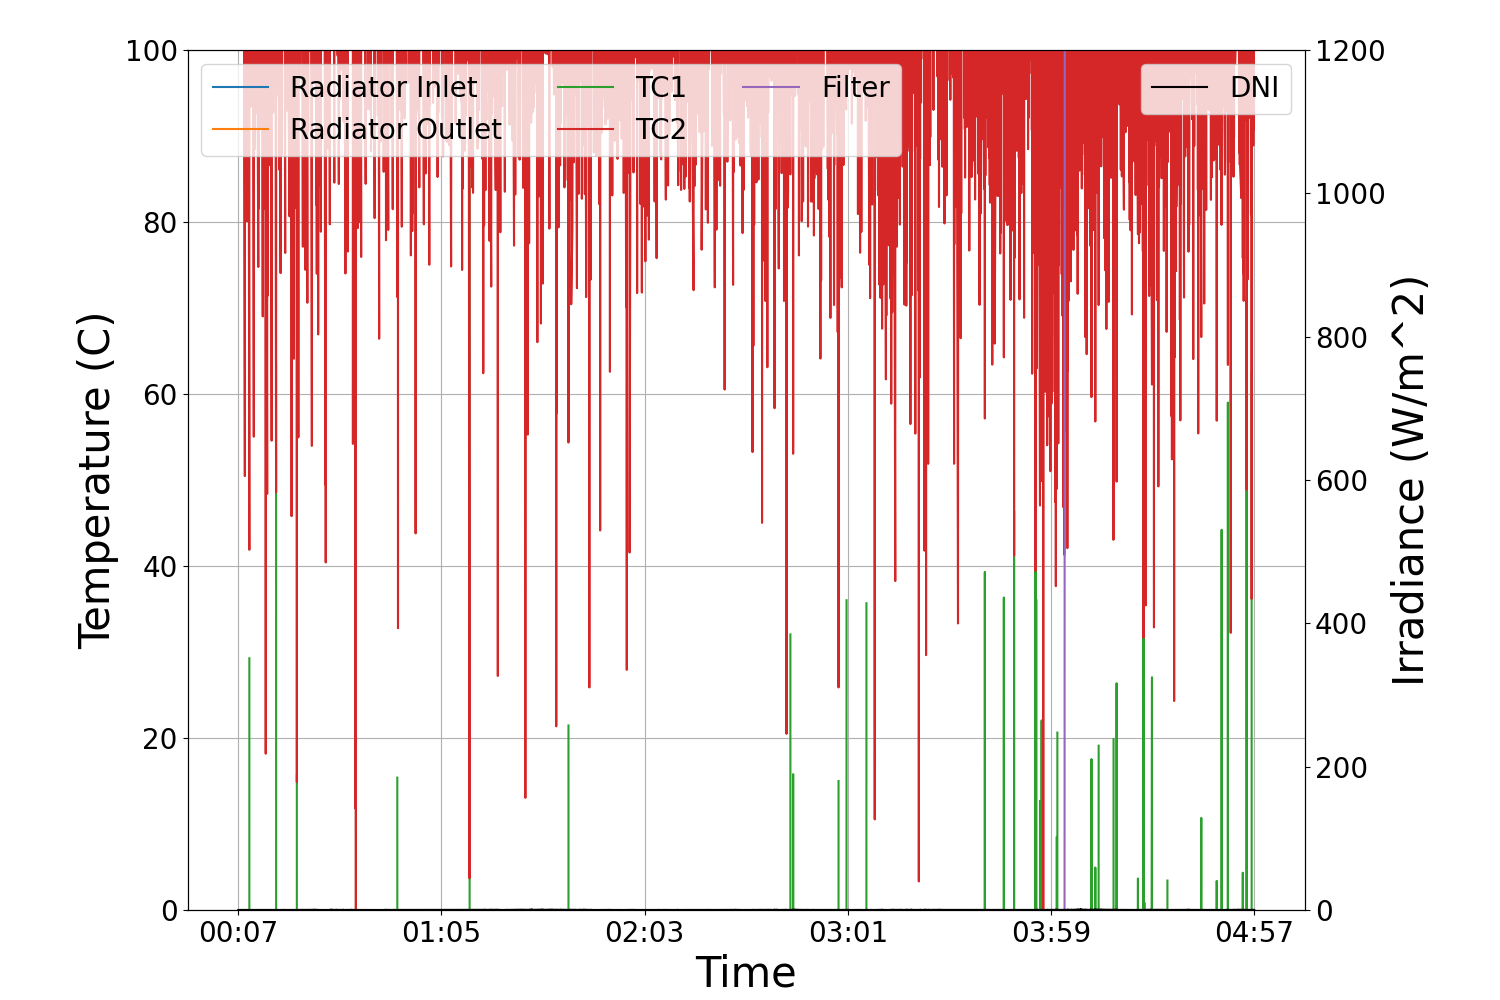 Temperature (C)
100
80
60
40
20
0
Radiator Inlet
Radiator Outlet
TC1
TC2
Filter
DNI
1200
1000
800
600
400
200
0
Irradiance (W/m^2)
00:07 01:05 02:03 03:01 03:59 04:57
Time